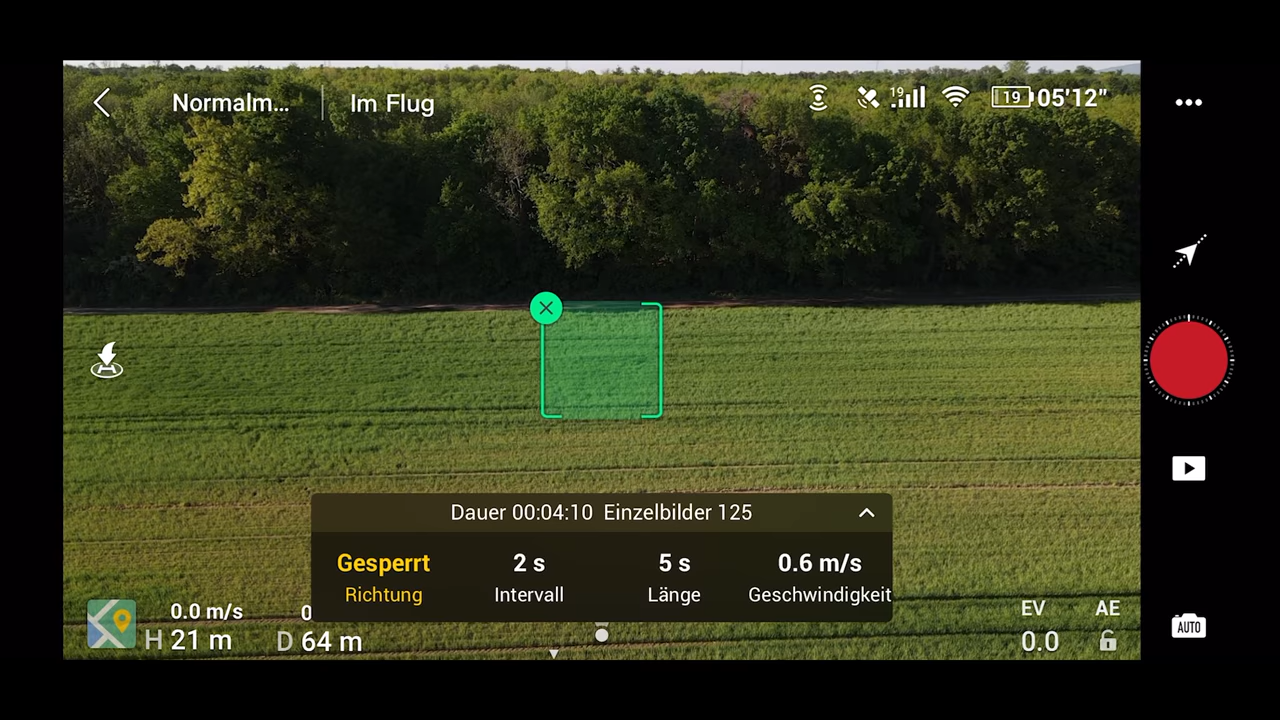 Normalm... Im Flug 19 19 05'12"
Dauer 00:04:10 Einzelbilder 125
Gesperrt 2 s 5 s 0.6 m/s
Richtung Intervall Länge Geschwindigkeit
0.0 m/s 0 EV AE
H 21 m D 64 m 0.0
AUTO